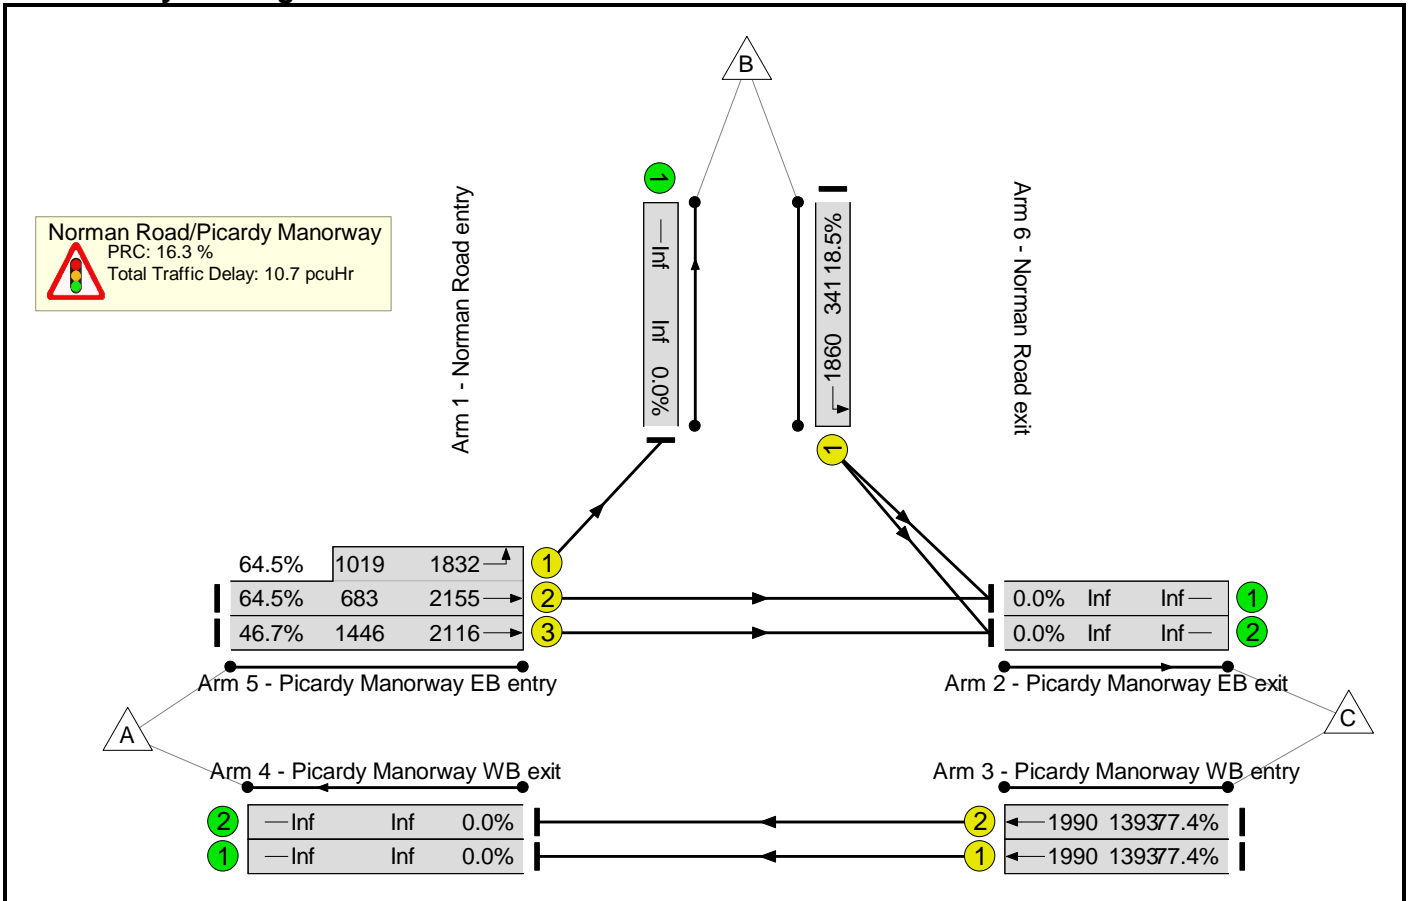 B
Norman Road/Picardy Manorway
PRC: 16.3 %
Total Traffic Delay: 10.7 pcuHr
Arm 1 - Norman Road entry
1
Inf Inf 0.0%
1860 341 18.5%
1
Arm 6 - Norman Road exit
64.5% 1019 1832 1
64.5% 683 2155 2
46.7% 1446 2116 3
0.0% Inf Inf 1
0.0% Inf Inf 2
Arm 5 - Picardy Manorway EB entry
Arm 2 - Picardy Manorway EB exit
A
C
Arm 4 - Picardy Manorway WB exit
Arm 3 - Picardy Manorway WB entry
2 Inf Inf 0.0%
2 1990 1393 77.4%
1 Inf Inf 0.0%
1 1990 1393 77.4%